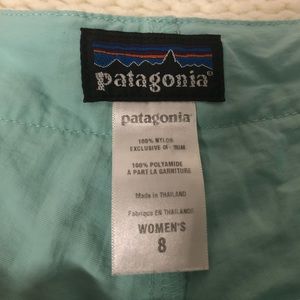 patagonia®
patagonia®
100% NYLON
EXCLUSIVE OF TRIM
100% POLYAMIDE
A PART LA GARNITURE
Made in THAILAND
Fabriqué EN THAILANDE
WOMEN'S
8